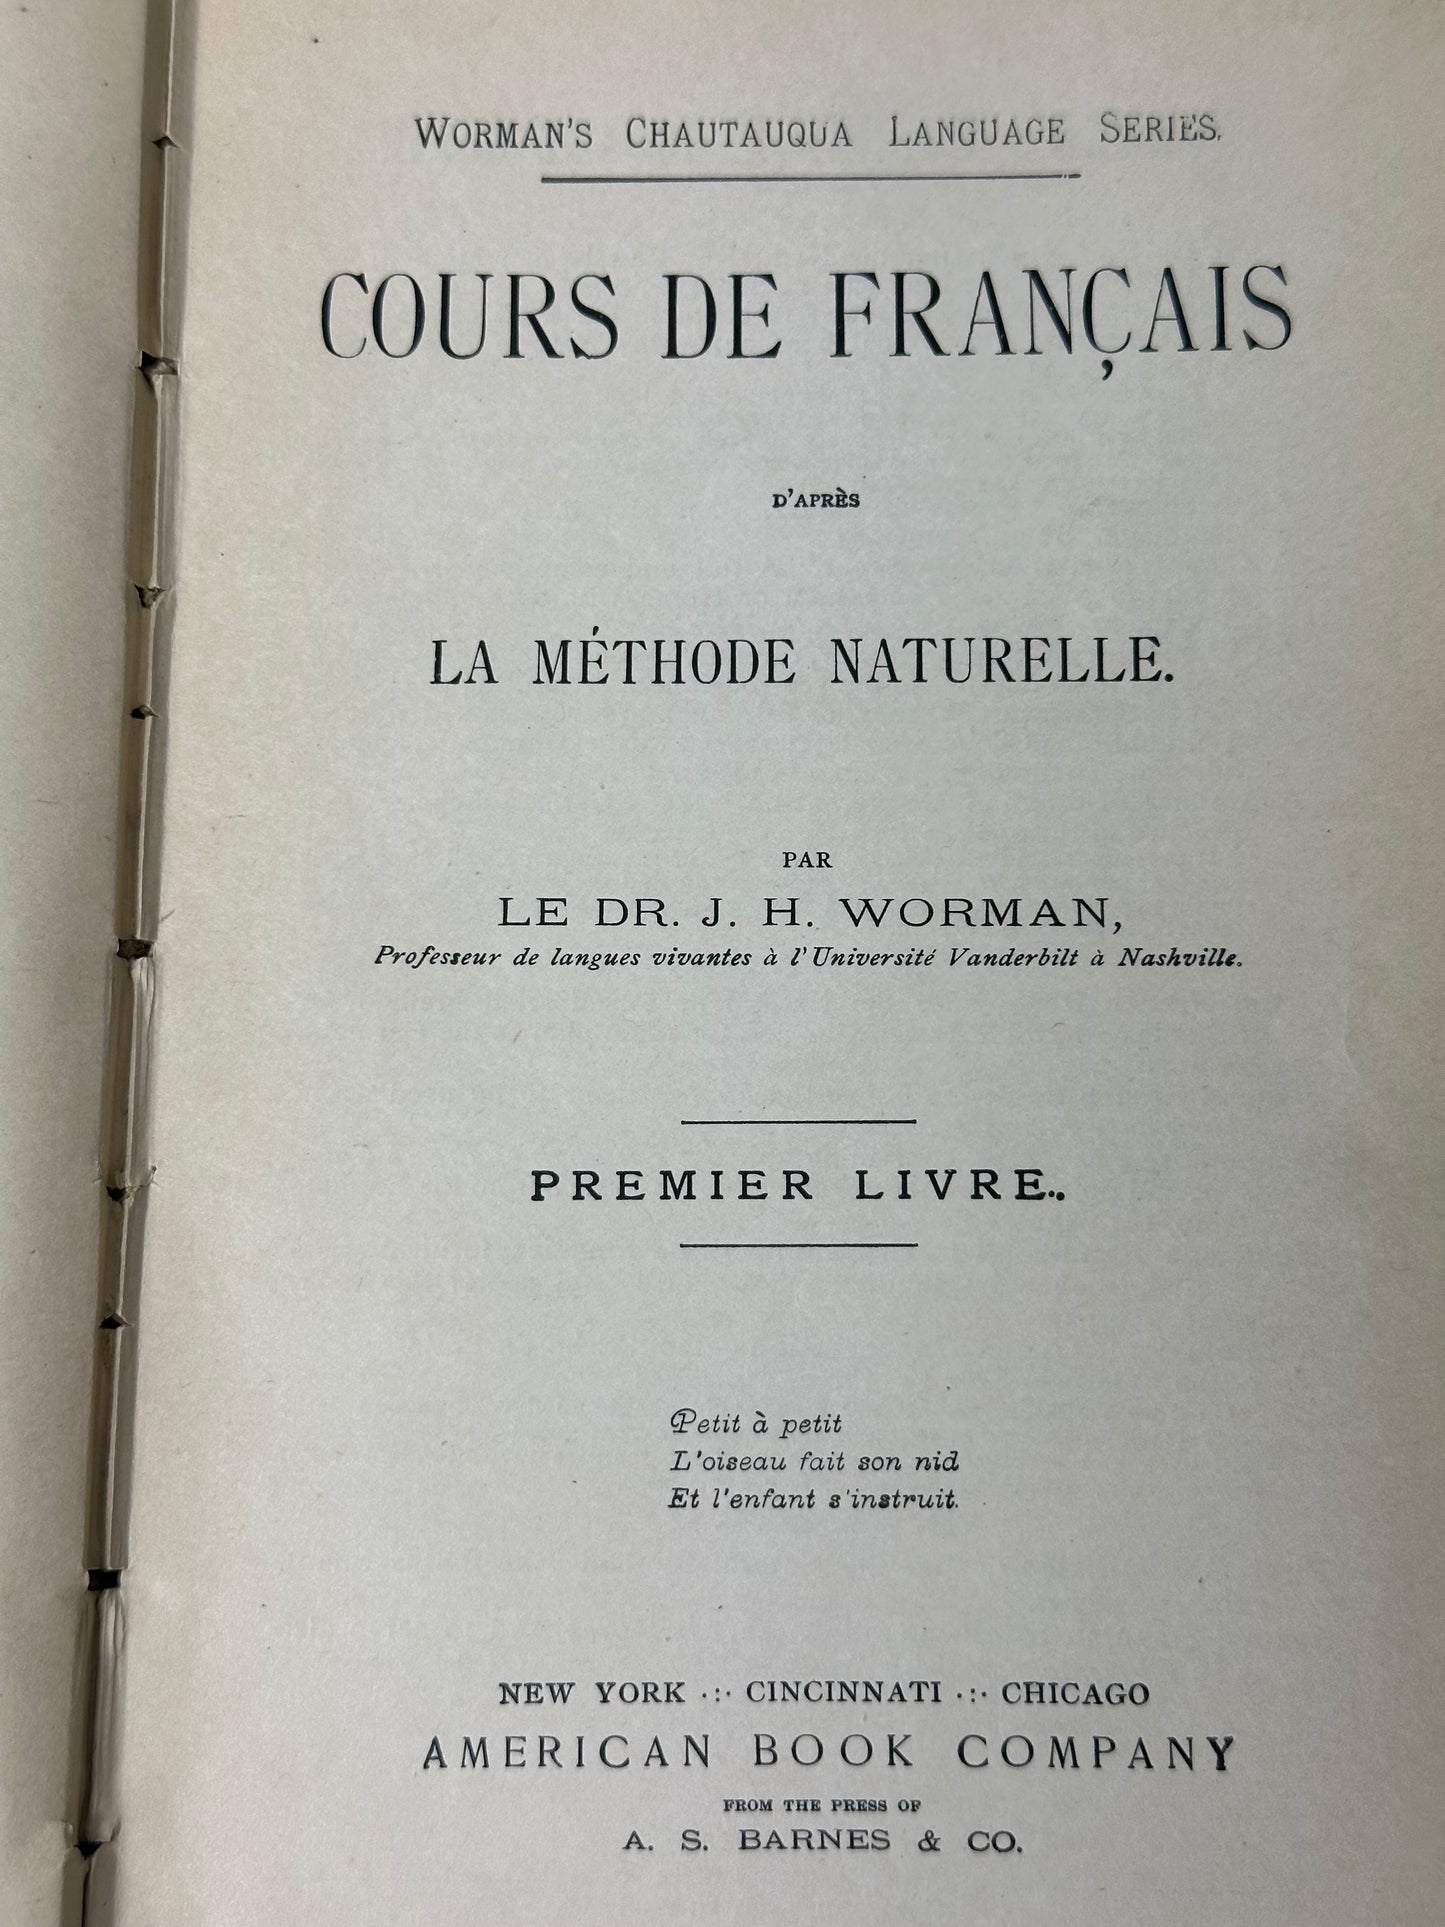 WORMAN'S CHAUTAUQUA LANGUAGE SERIES.
COURS DE FRANÇAIS
D'APRÈS
LA MÉTHODE NATURELLE.
PAR
LE DR. J. H. WORMAN,
Professeur de langues vivantes à l'Université Vanderbilt à Nashville.
PREMIER LIVRE..
Petit à petit
L'oiseau fait son nid
Et l'enfant s'instruit.
NEW YORK ·:· CINCINNATI ·:· CHICAGO
AMERICAN BOOK COMPANY
FROM THE PRESS OF
A. S. BARNES & CO.